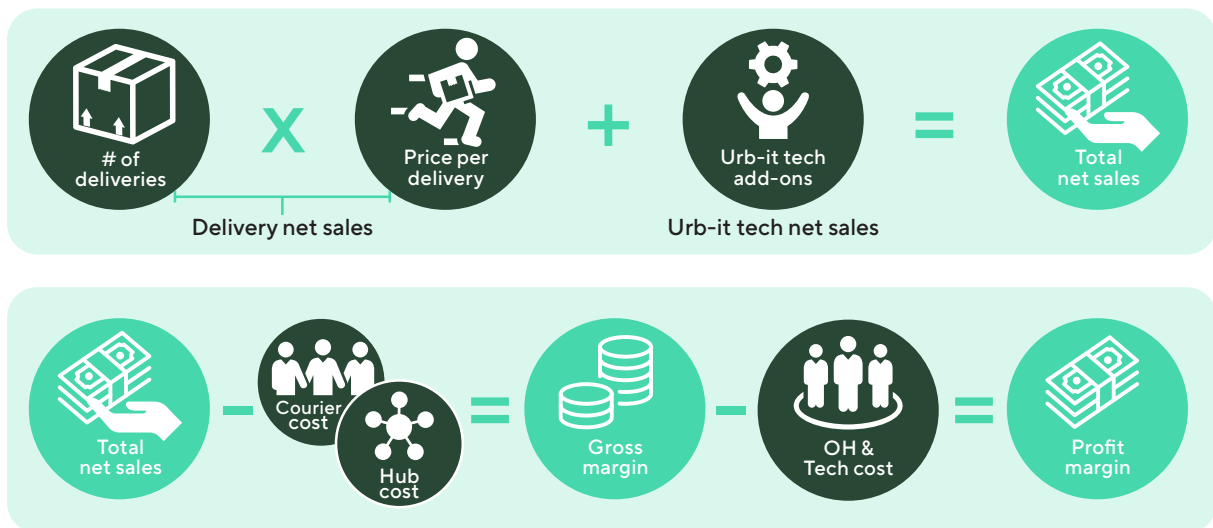 # of
deliveries
X
Price per
delivery
+
Urb-it tech
add-ons
=
Total
net sales
Delivery net sales
Urb-it tech net sales
Total
net sales
-
Courier
cost
Hub
cost
=
Gross
margin
-
OH &
Tech cost
=
Profit
margin